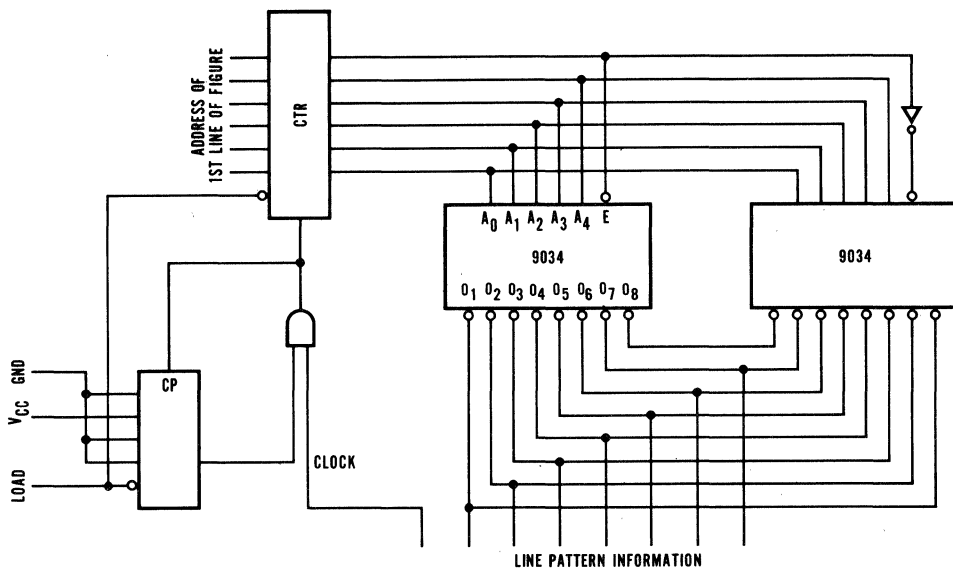 ADDRESS OF
1ST LINE OF FIGURE
CTR
A0 A1 A2 A3 A4 E
9034
O1 O2 O3 O4 O5 O6 O7 O8
9034
GND
VCC
LOAD
CP
CLOCK
LINE PATTERN INFORMATION